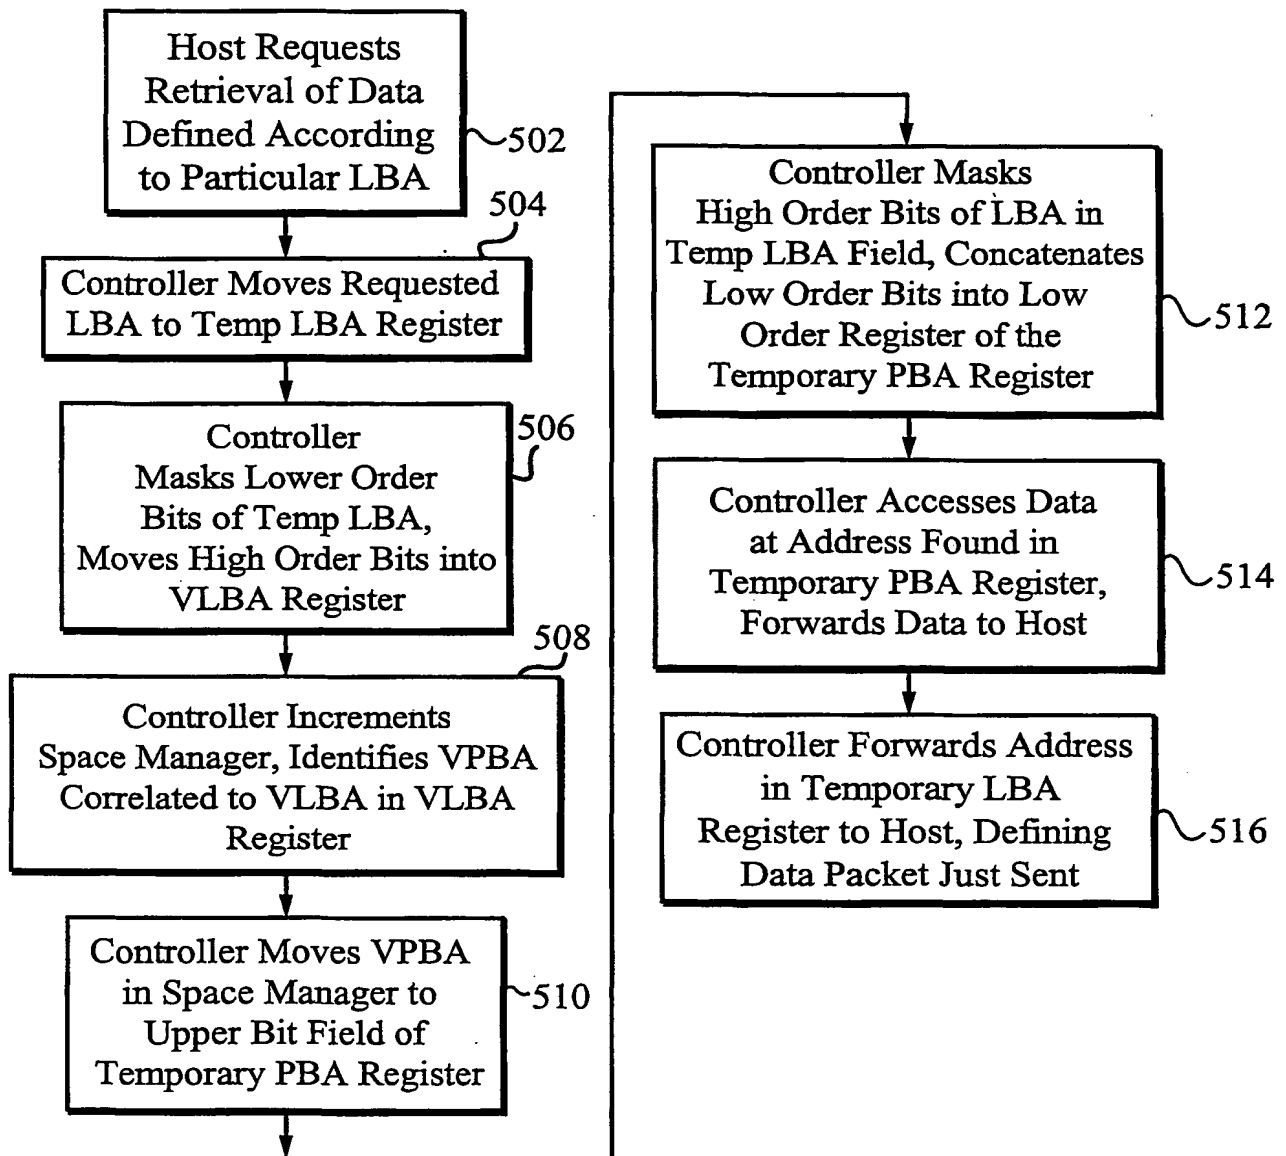 Host Requests
Retrieval of Data
Defined According
to Particular LBA
502
504
Controller Moves Requested
LBA to Temp LBA Register
Controller
Masks Lower Order
Bits of Temp LBA,
Moves High Order Bits into
VLBA Register
506
508
Controller Increments
Space Manager, Identifies VPBA
Correlated to VLBA in VLBA
Register
Controller Moves VPBA
in Space Manager to
Upper Bit Field of
Temporary PBA Register
510
Controller Masks
High Order Bits of LBA in
Temp LBA Field, Concatenates
Low Order Bits into Low
Order Register of the
Temporary PBA Register
512
Controller Accesses Data
at Address Found in
Temporary PBA Register,
Forwards Data to Host
514
Controller Forwards Address
in Temporary LBA
Register to Host, Defining
Data Packet Just Sent
516